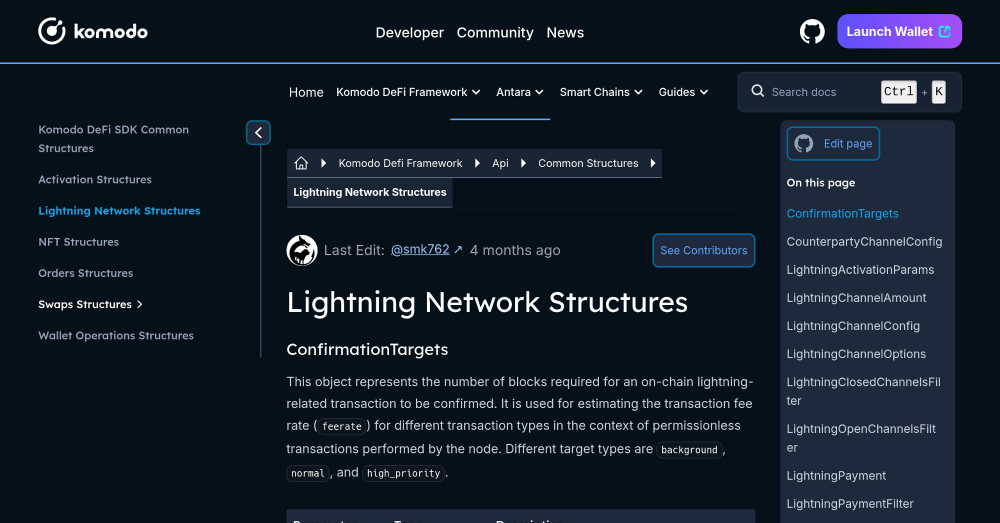 komodo
Developer Community News
Launch Wallet
Home Komodo DeFi Framework Antara Smart Chains Guides
Search docs Ctrl + K
Komodo DeFi SDK Common
Structures
Activation Structures
Lightning Network Structures
NFT Structures
Orders Structures
Swaps Structures
Wallet Operations Structures
Komodo Defi Framework Api Common Structures
Lightning Network Structures
Last Edit: @smk762 ↗ 4 months ago
See Contributors
Lightning Network Structures
ConfirmationTargets
This object represents the number of blocks required for an on-chain lightning-
related transaction to be confirmed. It is used for estimating the transaction fee
rate ( feerate ) for different transaction types in the context of permissionless
transactions performed by the node. Different target types are background ,
normal , and high_priority .
Edit page
On this page
ConfirmationTargets
CounterpartyChannelConfig
LightningActivationParams
LightningChannelAmount
LightningChannelConfig
LightningChannelOptions
LightningClosedChannelsFil
ter
LightningOpenChannelsFilt
er
LightningPayment
LightningPaymentFilter